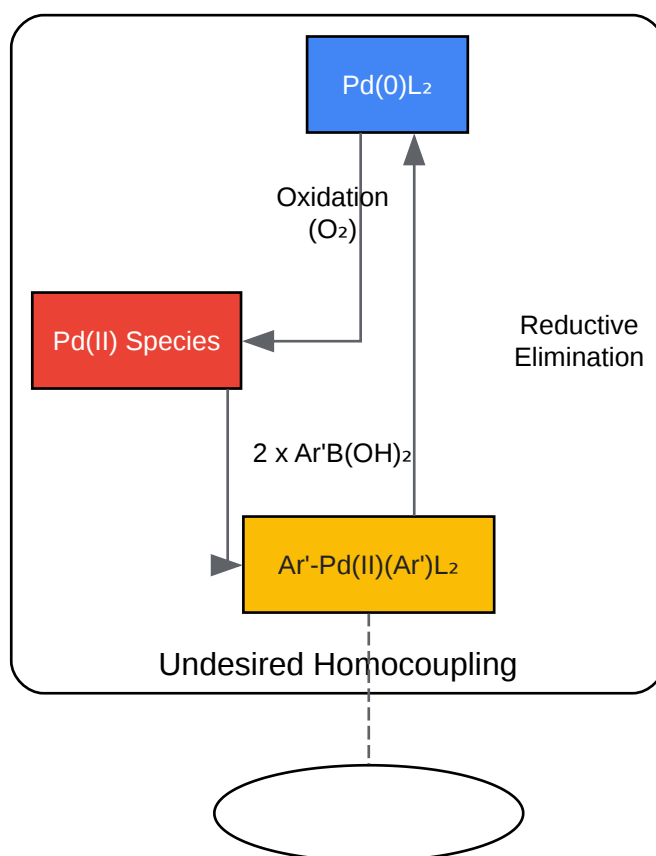 Pd(0)L₂
Oxidation
(O₂)
Pd(II) Species
Reductive
Elimination
2 x Ar'B(OH)₂
Ar'-Pd(II)(Ar')L₂
Undesired Homocoupling